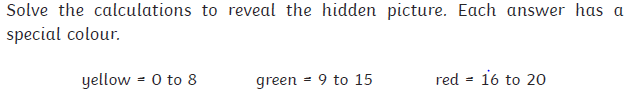 Solve the calculations to reveal the hidden picture. Each answer has a
special colour.
yellow = 0 to 8 green = 9 to 15 red = 16 to 20